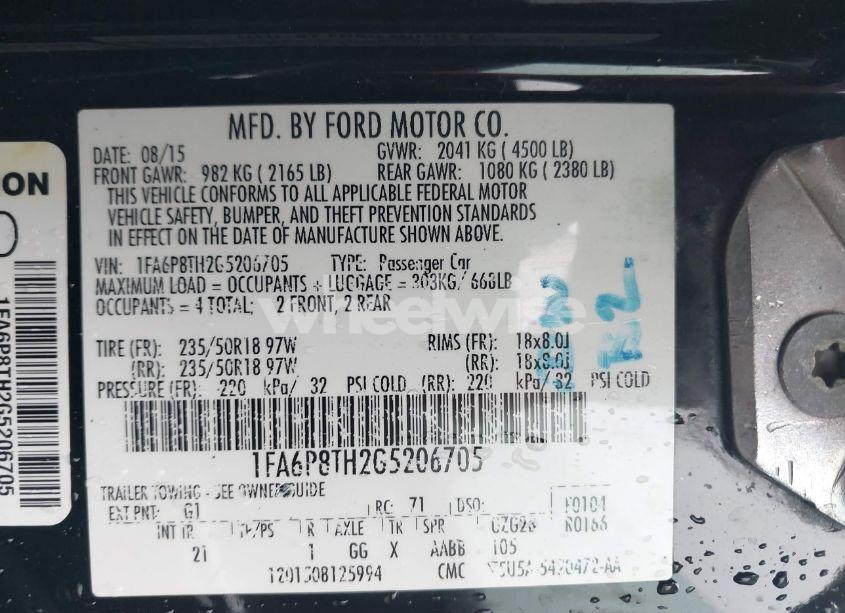 MFD. BY FORD MOTOR CO.
DATE: 08/15 GVWR: 2041 KG ( 4500 LB)
FRONT GAWR: 982 KG ( 2165 LB) REAR GAWR: 1080 KG ( 2380 LB)
THIS VEHICLE CONFORMS TO ALL APPLICABLE FEDERAL MOTOR
VEHICLE SAFETY, BUMPER, AND THEFT PREVENTION STANDARDS
IN EFFECT ON THE DATE OF MANUFACTURE SHOWN ABOVE.
VIN: 1FA6P8TH2G5206705 TYPE: Passenger Car
MAXIMUM LOAD = OCCUPANTS + LUGGAGE = 303KG/ 668LB
OCCUPANTS = 4 TOTAL; 2 FRONT, 2 REAR
wheelwise
TIRE (FR): 235/50R18 97W RIMS (FR): 18x8.0J
(RR): 235/50R18 97W (RR): 18x8.0J
PRESSURE (FR): 220 kPa/ 32 PSI COLD (RR): 220 kPa/ 32 PSI COLD
1FA6P8TH2G5206705
TRAILER TOWING - SEE OWNER GUIDE
EXT PNT: G1 RC: 71 DSO: F0104
INT TR TP/PS R AXLE TR SPR R0166
21 1 GG X AABB 105
1201508125994 CMC
ON
1FA6P8TH2G5206705